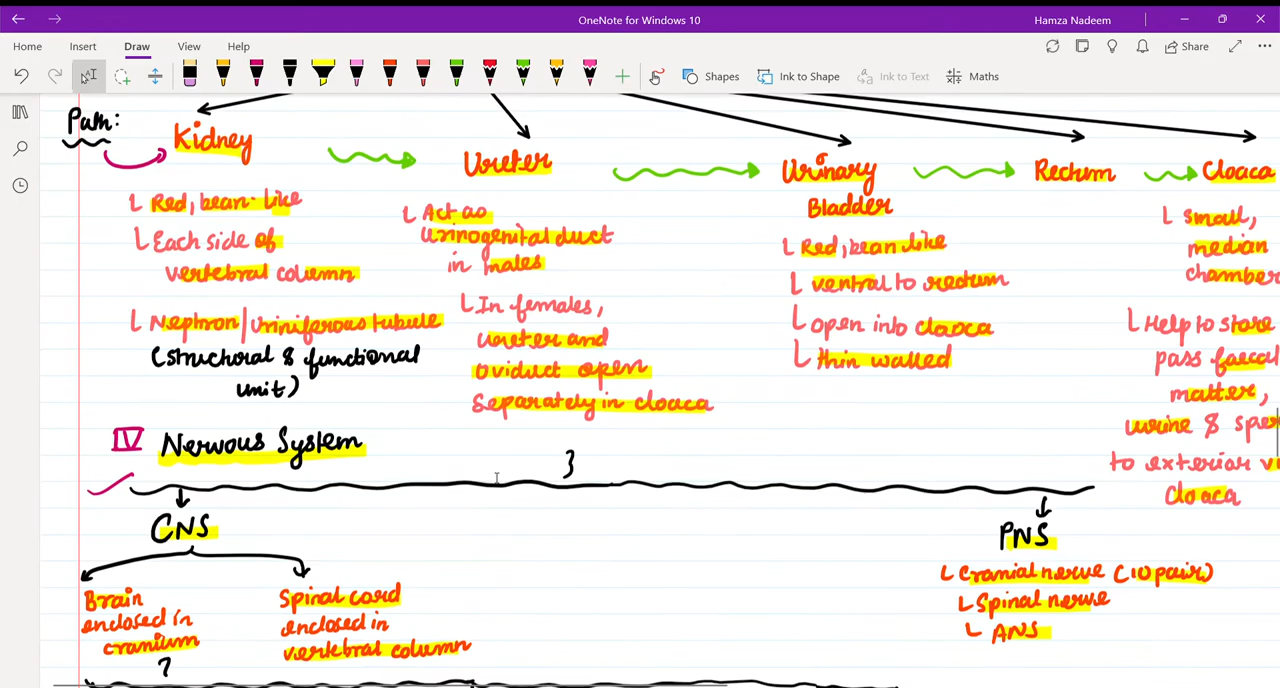 OneNote for Windows 10
Hamza Nadeem
Home Insert Draw View Help
Share
Shapes
Ink to Shape
Ink to Text
Maths
Path:
Kidney
Ureter
Urinary
Bladder
Rectum
Cloaca
Red, bean-like
Each side of
vertebral column
Nephron/Uriniferous tubule
(structural & functional
unit)
Act as
Urinogenital duct
in males
In females,
ureter and
oviduct open
Separately in cloaca
Red, bean like
ventral to rectum
open into cloaca
thin walled
Small,
median
chamber
Help to store
pass faecal
matter,
urine & sper
to exterior vi
Cloaca
IV Nervous System
3
CNS
PNS
Brain
enclosed in
cranium
Spinal cord
enclosed in
vertebral column
Cranial nerve (10 pair)
Spinal nerve
ANS